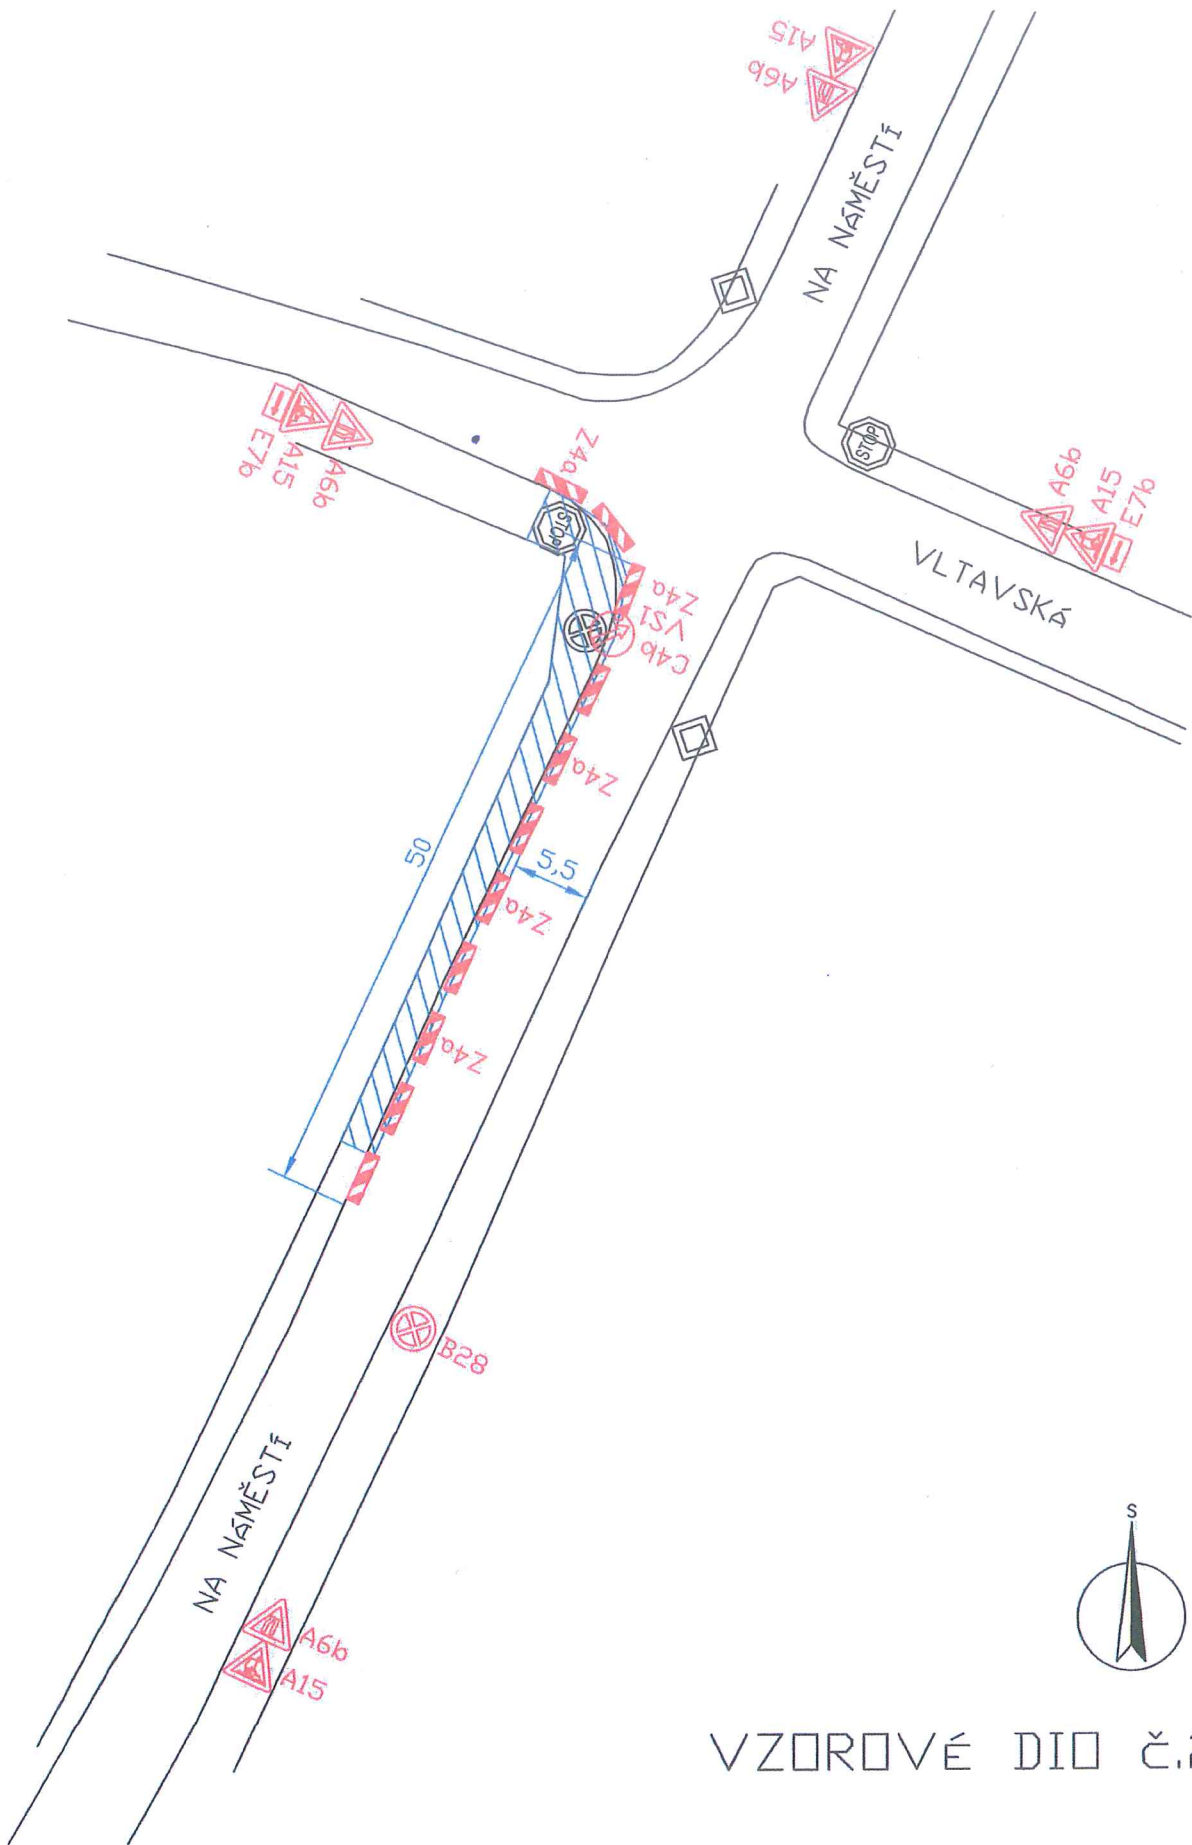 A15
A6b
NA NÁMĚSTÍ
E7b
A15
A6b
Z4a
STOP
STOP
A6b
A15
E7b
VLTAVSKÁ
Z4a
VS1
C4b
Z4a
50
5,5
Z4a
Z4a
B28
NA NÁMĚSTÍ
A6b
A15
S
VZOROVÉ DIO Č.